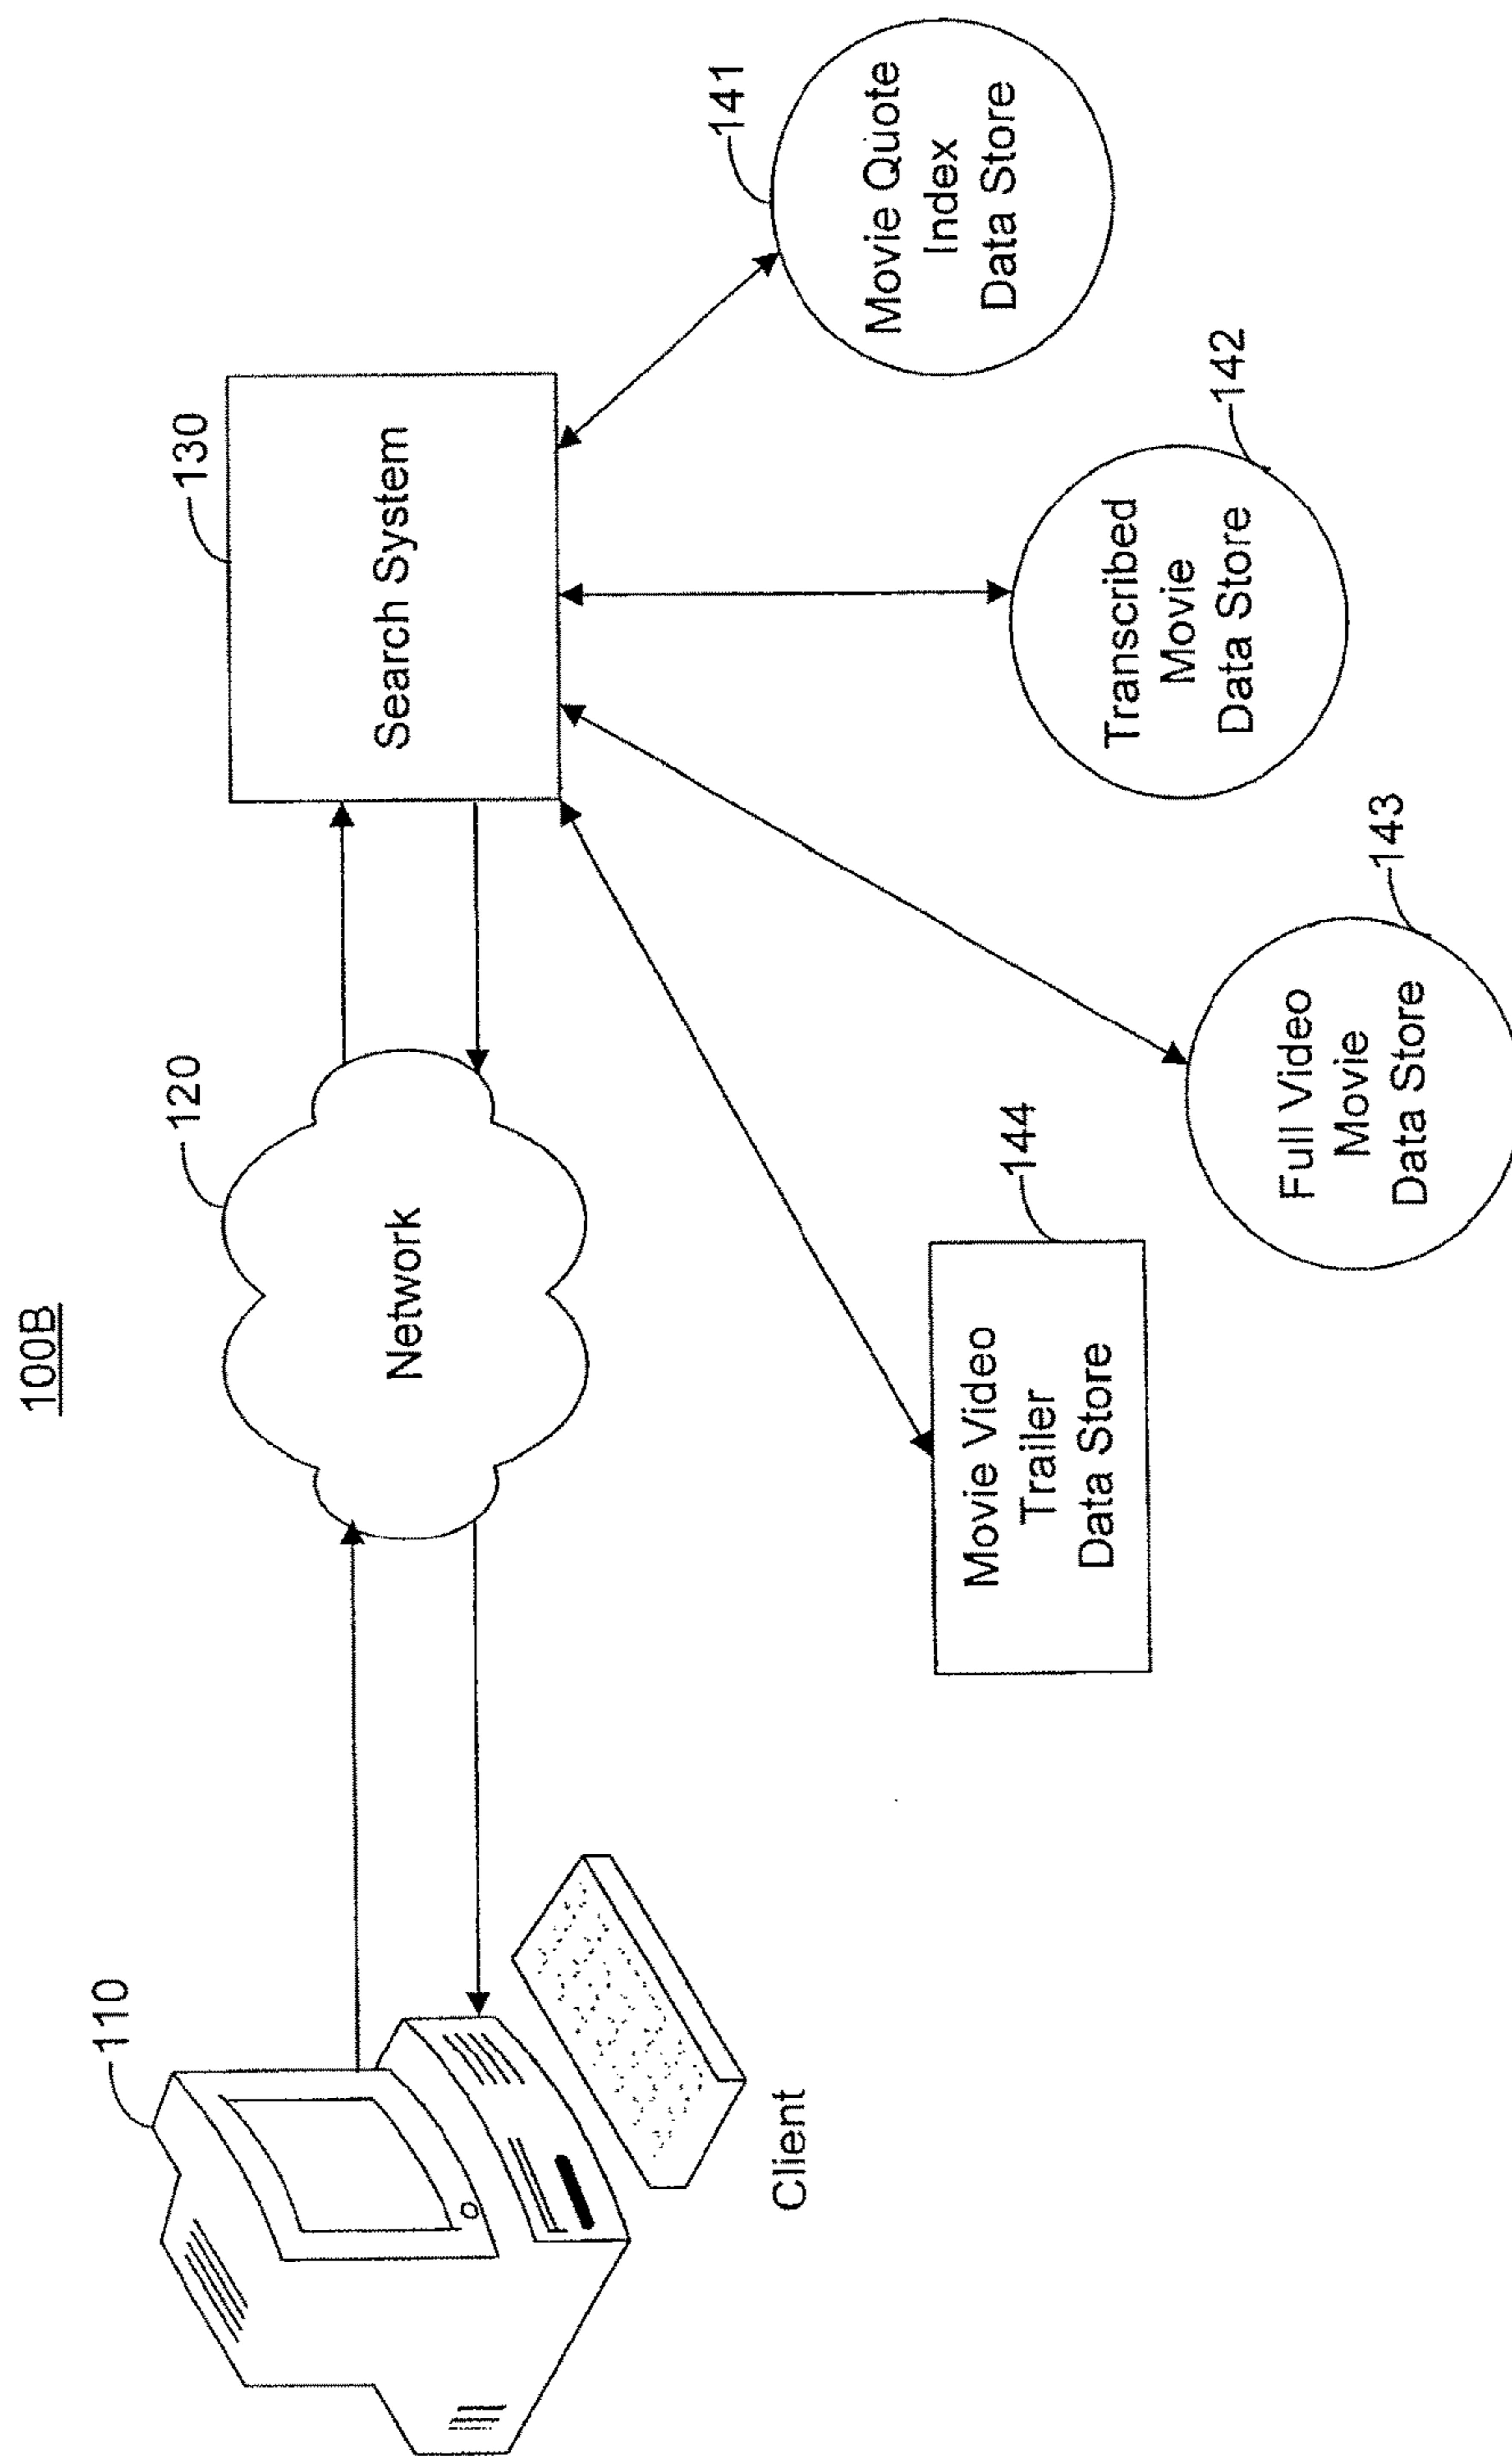 100B
110
Client
120
Network
130
Search System
144
Movie Video
Trailer
Data Store
143
Full Video
Movie
Data Store
142
Transcribed
Movie
Data Store
141
Movie Quote
Index
Data Store